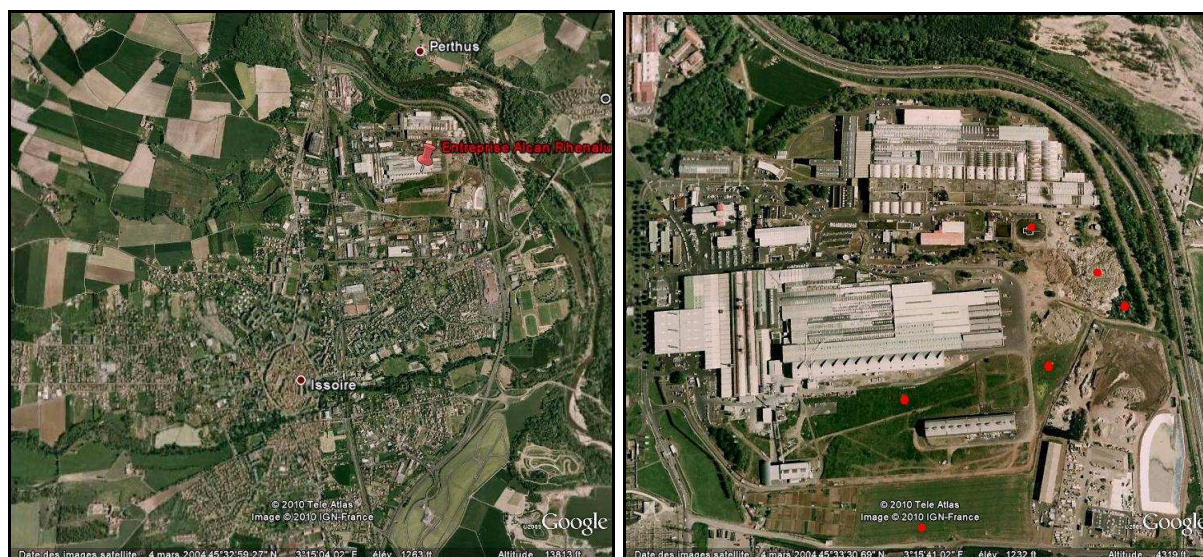 Perthus
Entreprise Alcan Rhenalu
Issoire
© 2010 Tele Atlas
Image © 2010 IGN-France
©2009 Google
Date des images satellite 4 mars 2004 45°32'59.27" N 3°15'04.02" E élév. 1263 ft Altitude 13813 ft
© 2010 Tele Atlas
Image © 2010 IGN-France
©2009 Google
Date des images satellite 4 mars 2004 45°33'30.69" N 3°15'41.02" E élév. 1232 ft Altitude 4319 ft